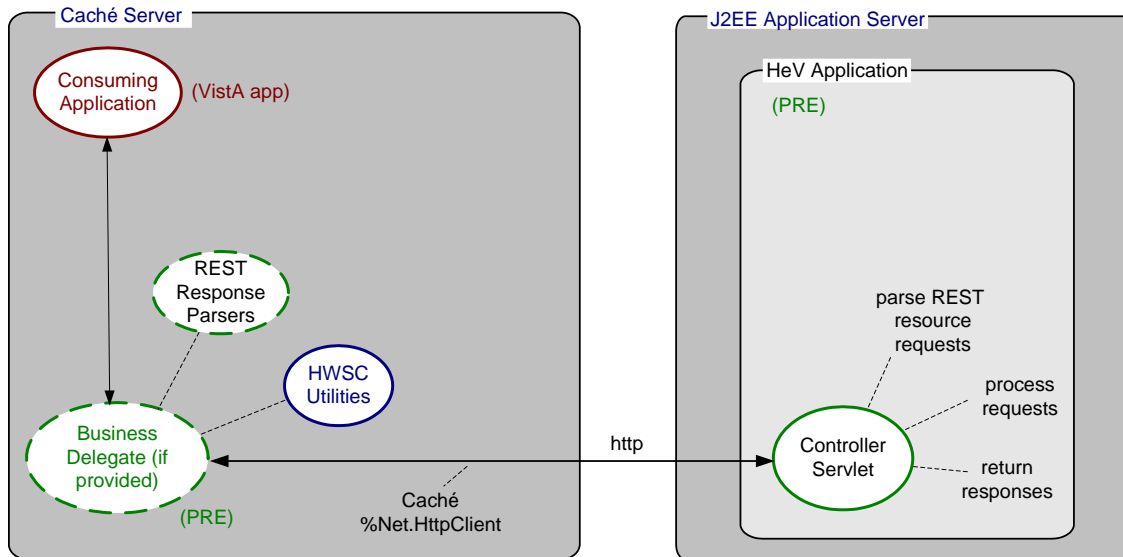 Caché Server
Consuming
Application
(VistA app)
REST
Response
Parsers
HWSC
Utilities
Business
Delegate (if
provided)
(PRE)
Caché
%Net.HttpClient
http
J2EE Application Server
HeV Application
(PRE)
parse REST
resource
requests
process
requests
Controller
Servlet
return
responses